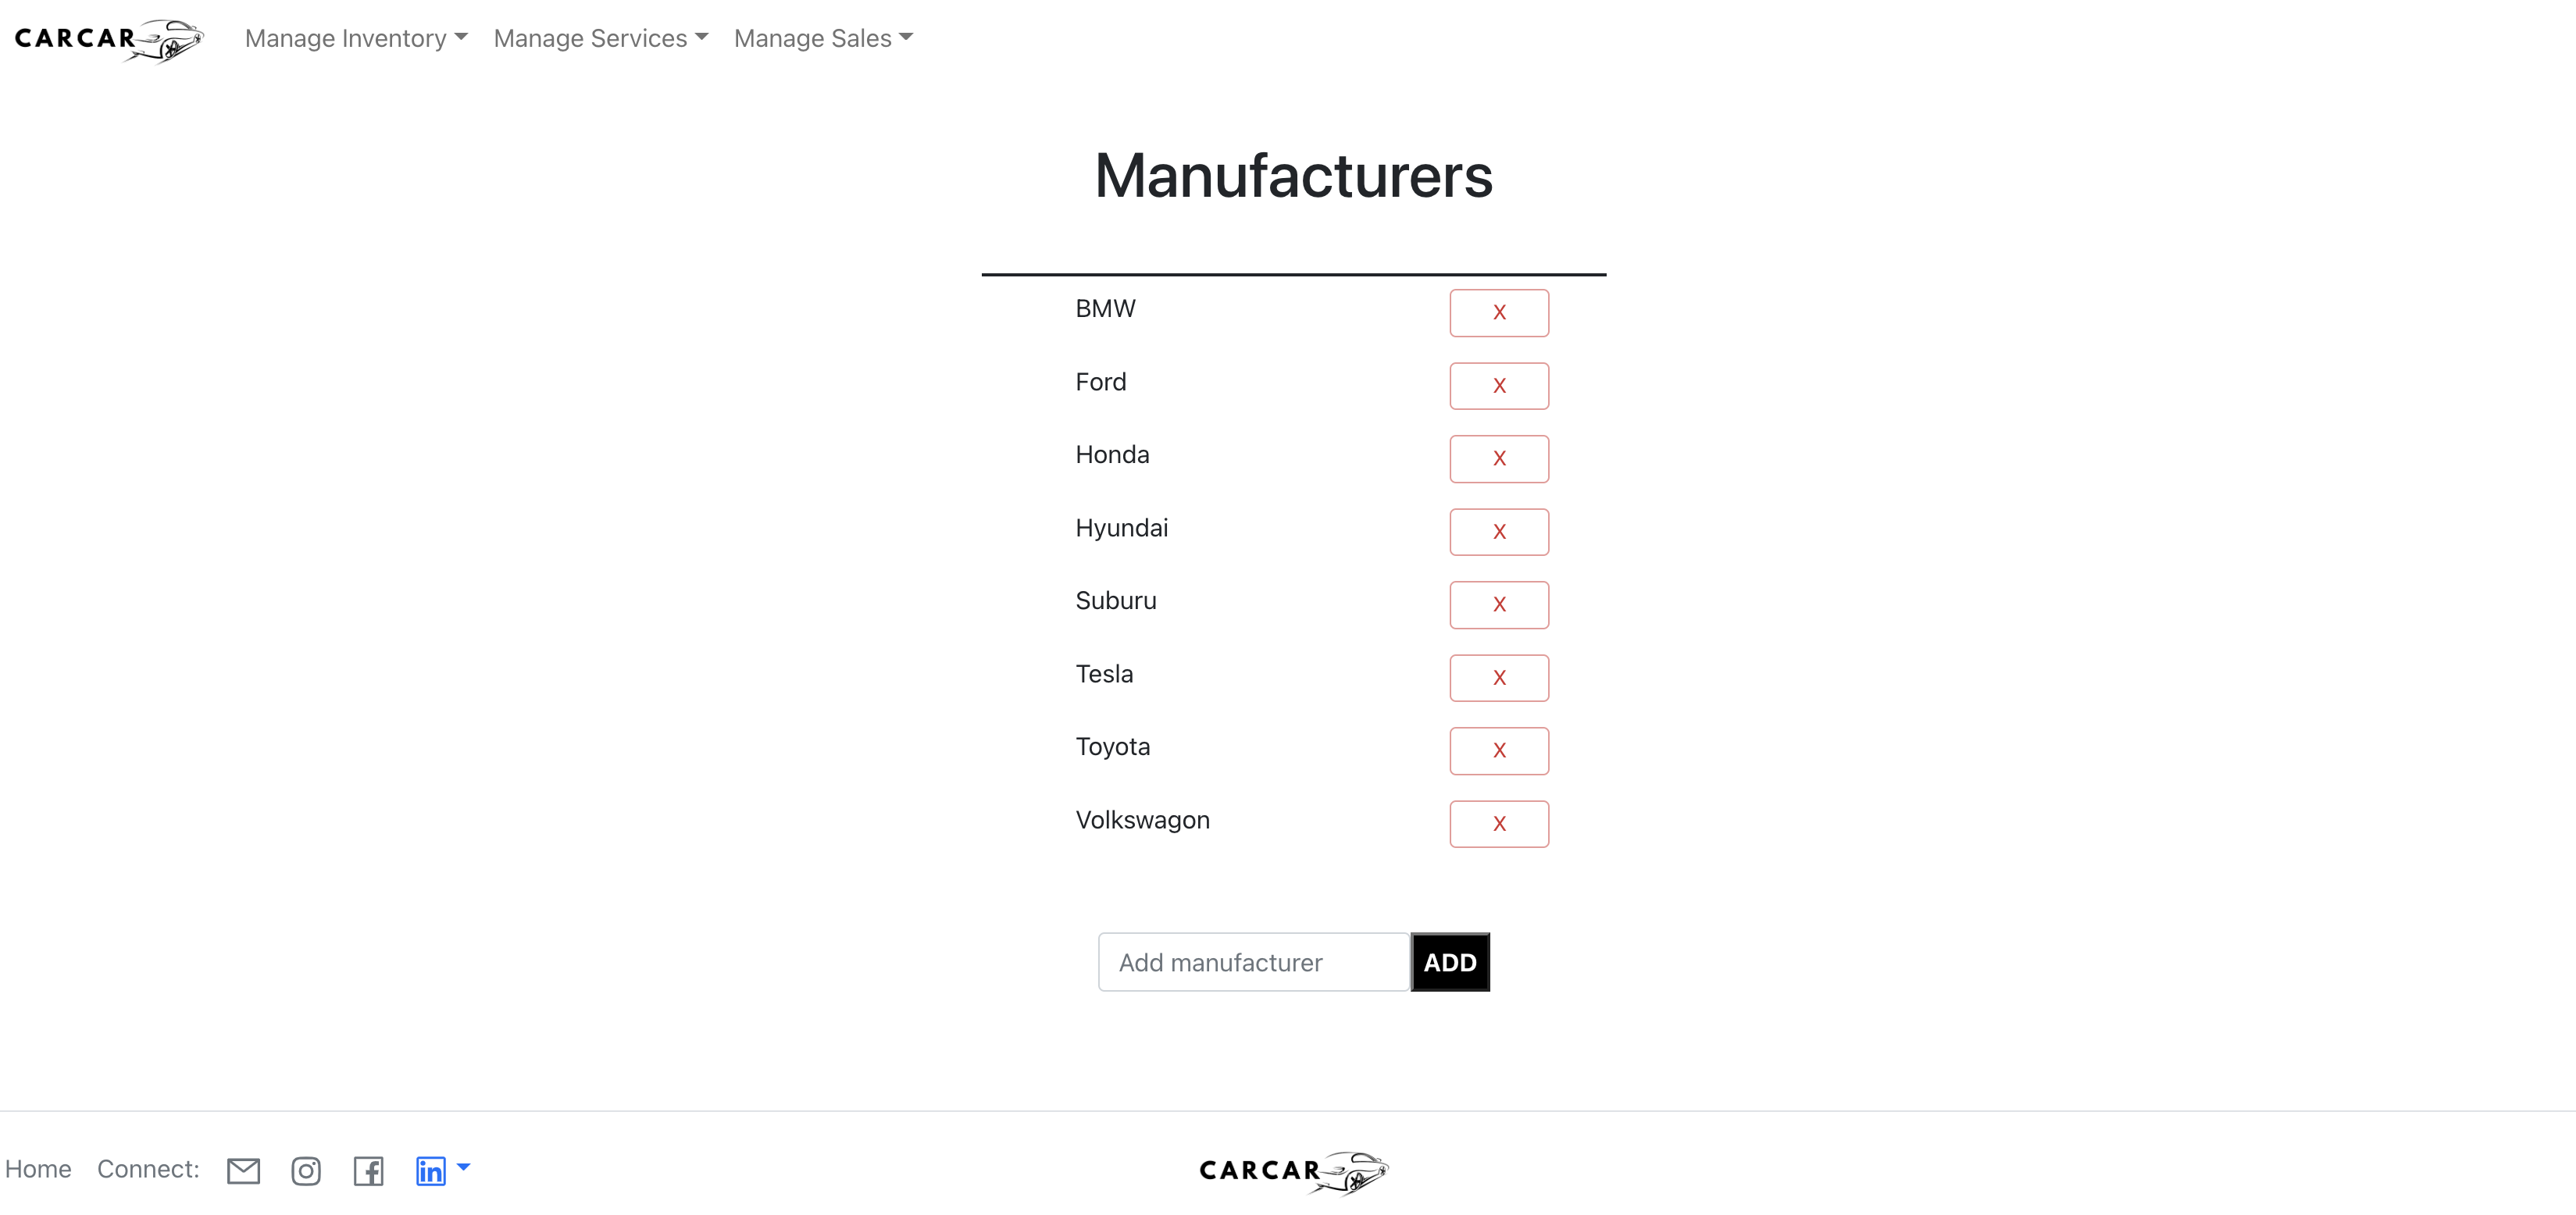 CARCAR Manage Inventory Manage Services Manage Sales
Manufacturers
BMW X
Ford X
Honda X
Hyundai X
Suburu X
Tesla X
Toyota X
Volkswagon X
Add manufacturer ADD
Home Connect: in CARCAR